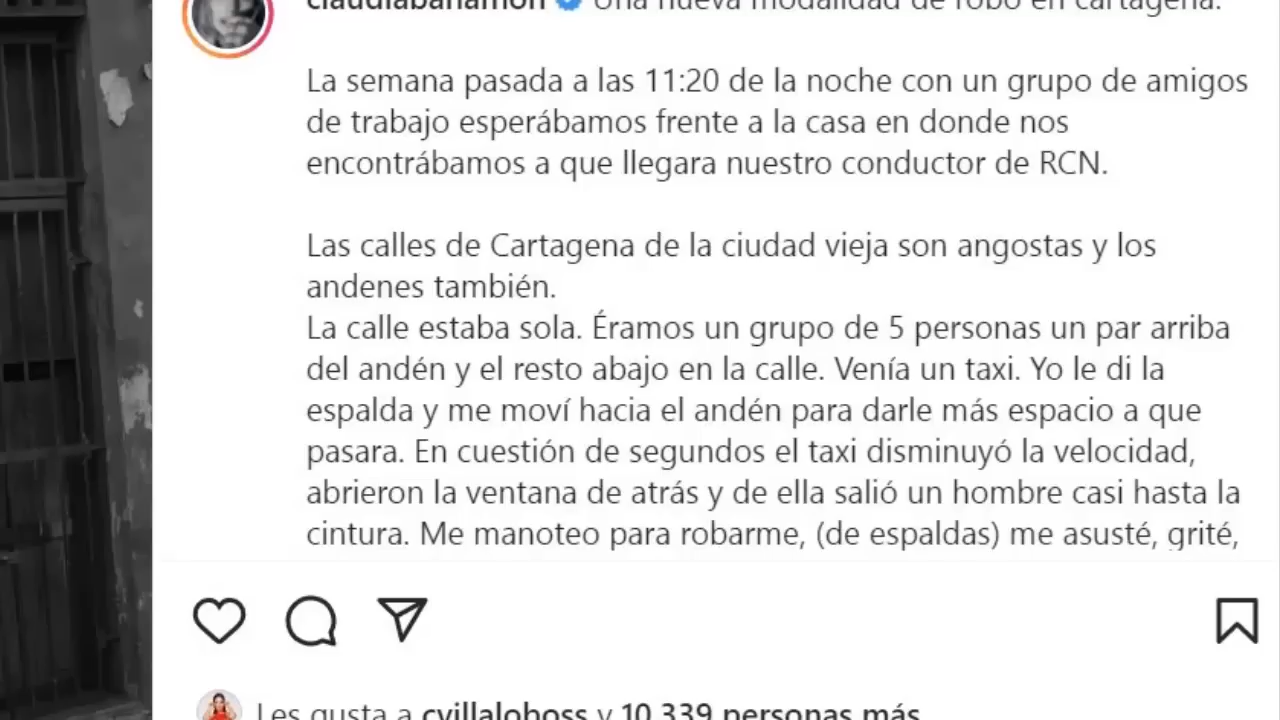 claudiabahamon Una nueva modalidad de robo en cartagena.
La semana pasada a las 11:20 de la noche con un grupo de amigos
de trabajo esperábamos frente a la casa en donde nos
encontrábamos a que llegara nuestro conductor de RCN.
Las calles de Cartagena de la ciudad vieja son angostas y los
andenes también.
La calle estaba sola. Éramos un grupo de 5 personas un par arriba
del andén y el resto abajo en la calle. Venía un taxi. Yo le di la
espalda y me moví hacia el andén para darle más espacio a que
pasara. En cuestión de segundos el taxi disminuyó la velocidad,
abrieron la ventana de atrás y de ella salió un hombre casi hasta la
cintura. Me manoteo para robarme, (de espaldas) me asusté, grité,
Les gusta a cvillaloboss y 10.339 personas más